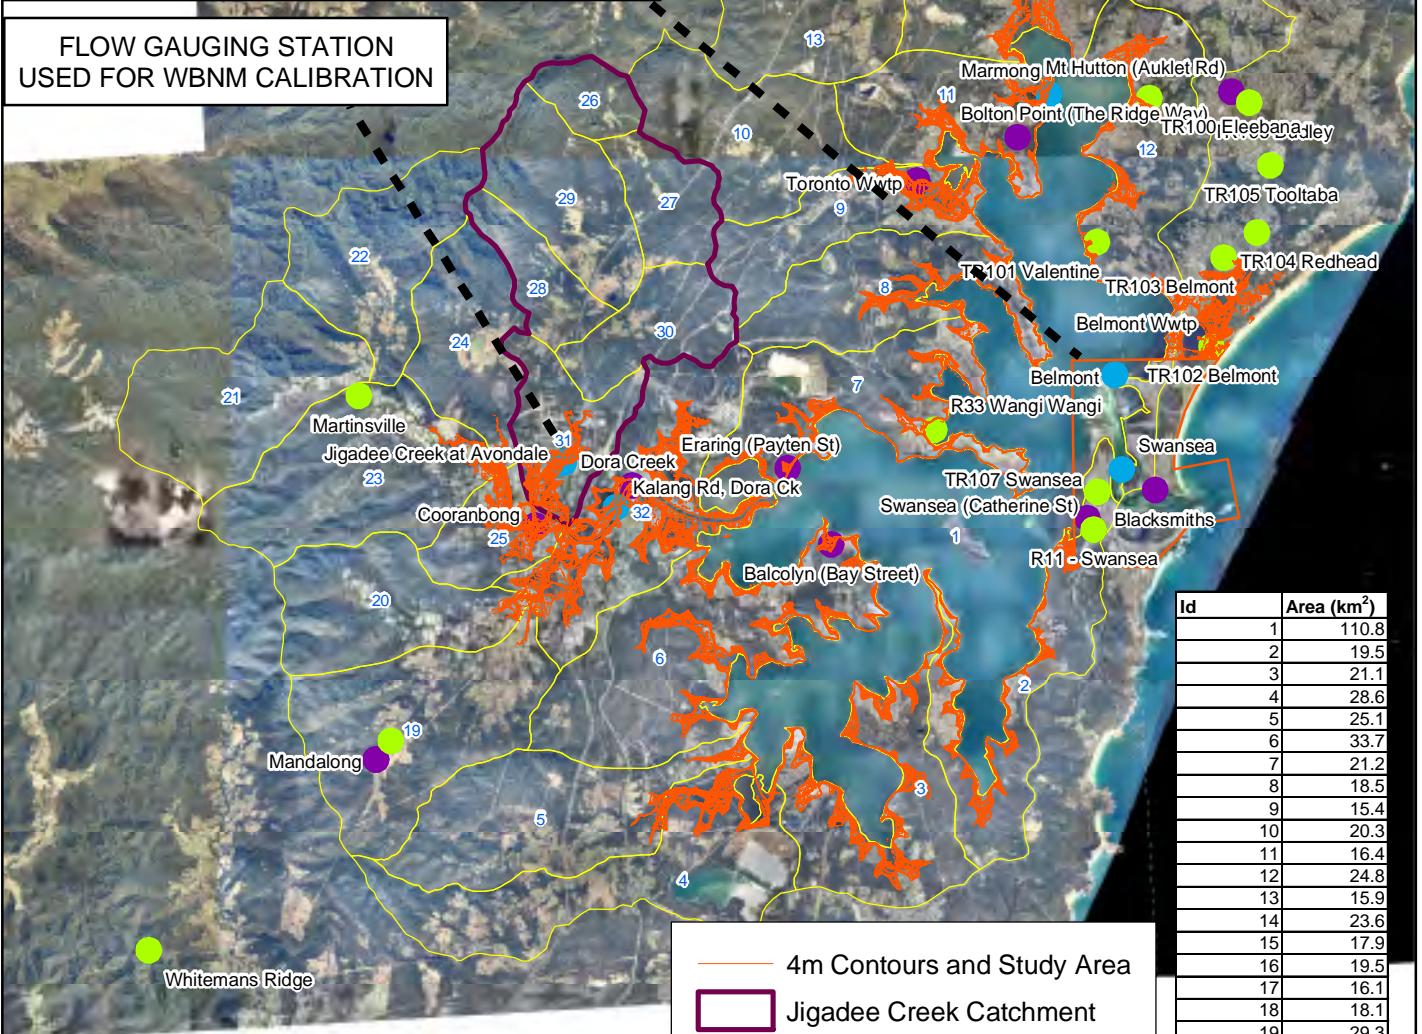 FLOW GAUGING STATION
USED FOR WBNM CALIBRATION
13
26
11
10
12
29
27
9
22
28
8
30
24
7
21
31
23
32
25
1
20
6
2
19
3
5
4
Marmong
Mt Hutton (Auklet Rd)
Bolton Point (The Ridge Way)
TR100 Eleebana
Toronto Wwtp
TR105 Tooltaba
TR104 Redhead
TR101 Valentine
TR103 Belmont
Belmont Wwtp
Belmont
TR102 Belmont
R33 Wangi Wangi
Martinsville
Jigadee Creek at Avondale
Dora Creek
Eraring (Payten St)
Swansea
Kalang Rd, Dora Ck
TR107 Swansea
Swansea (Catherine St)
Cooranbong
Blacksmiths
R11 - Swansea
Balcolyn (Bay Street)
Mandalong
Whitemans Ridge
4m Contours and Study Area
Jigadee Creek Catchment
Id Area (km²)
1 110.8
2 19.5
3 21.1
4 28.6
5 25.1
6 33.7
7 21.2
8 18.5
9 15.4
10 20.3
11 16.4
12 24.8
13 15.9
14 23.6
15 17.9
16 19.5
17 16.1
18 18.1
19 29.3